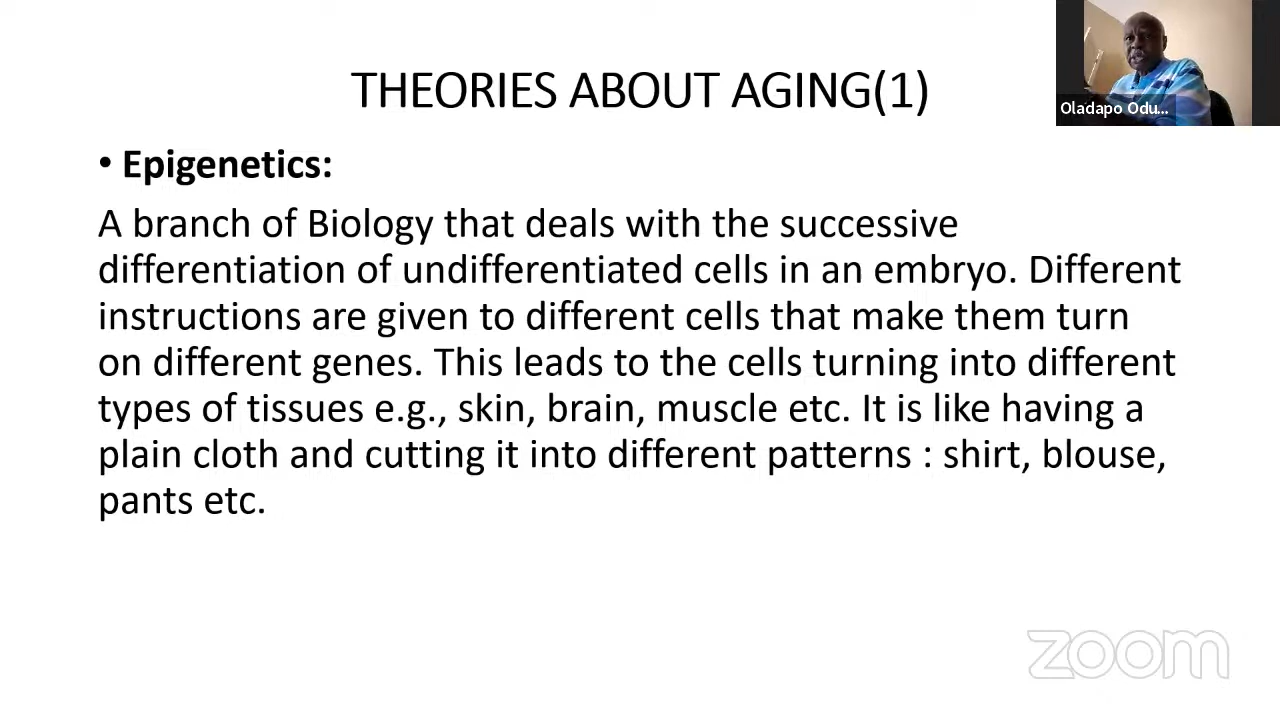 THEORIES ABOUT AGING(1)
Oladapo Odu...
• Epigenetics:
A branch of Biology that deals with the successive
differentiation of undifferentiated cells in an embryo. Different
instructions are given to different cells that make them turn
on different genes. This leads to the cells turning into different
types of tissues e.g., skin, brain, muscle etc. It is like having a
plain cloth and cutting it into different patterns : shirt, blouse,
pants etc.
zoom